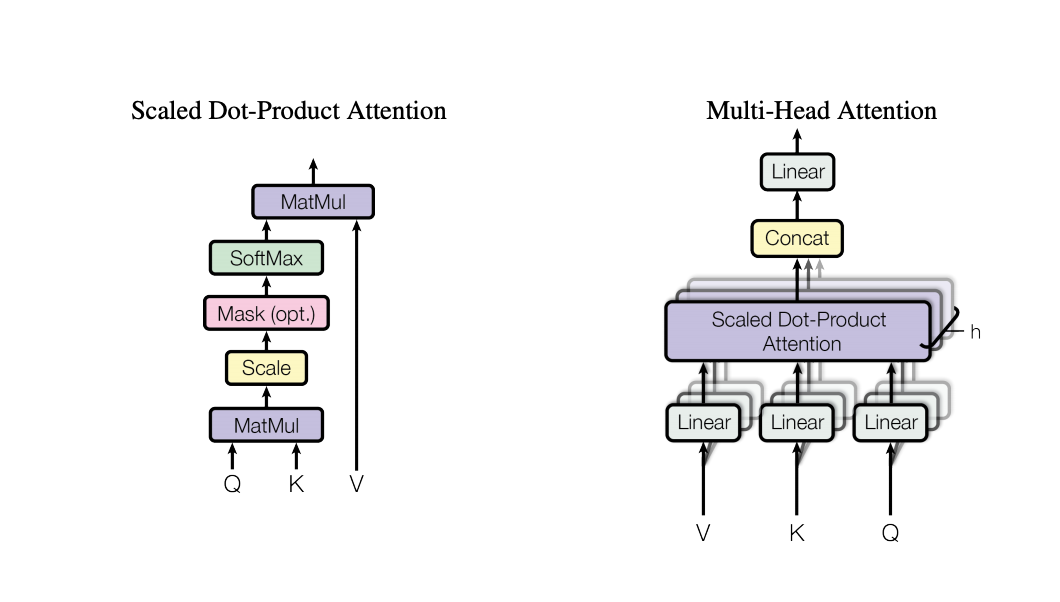 Scaled Dot-Product Attention
MatMul
SoftMax
Mask (opt.)
Scale
MatMul
Q K V
Multi-Head Attention
Linear
Concat
Scaled Dot-Product
Attention
h
Linear Linear Linear
V K Q